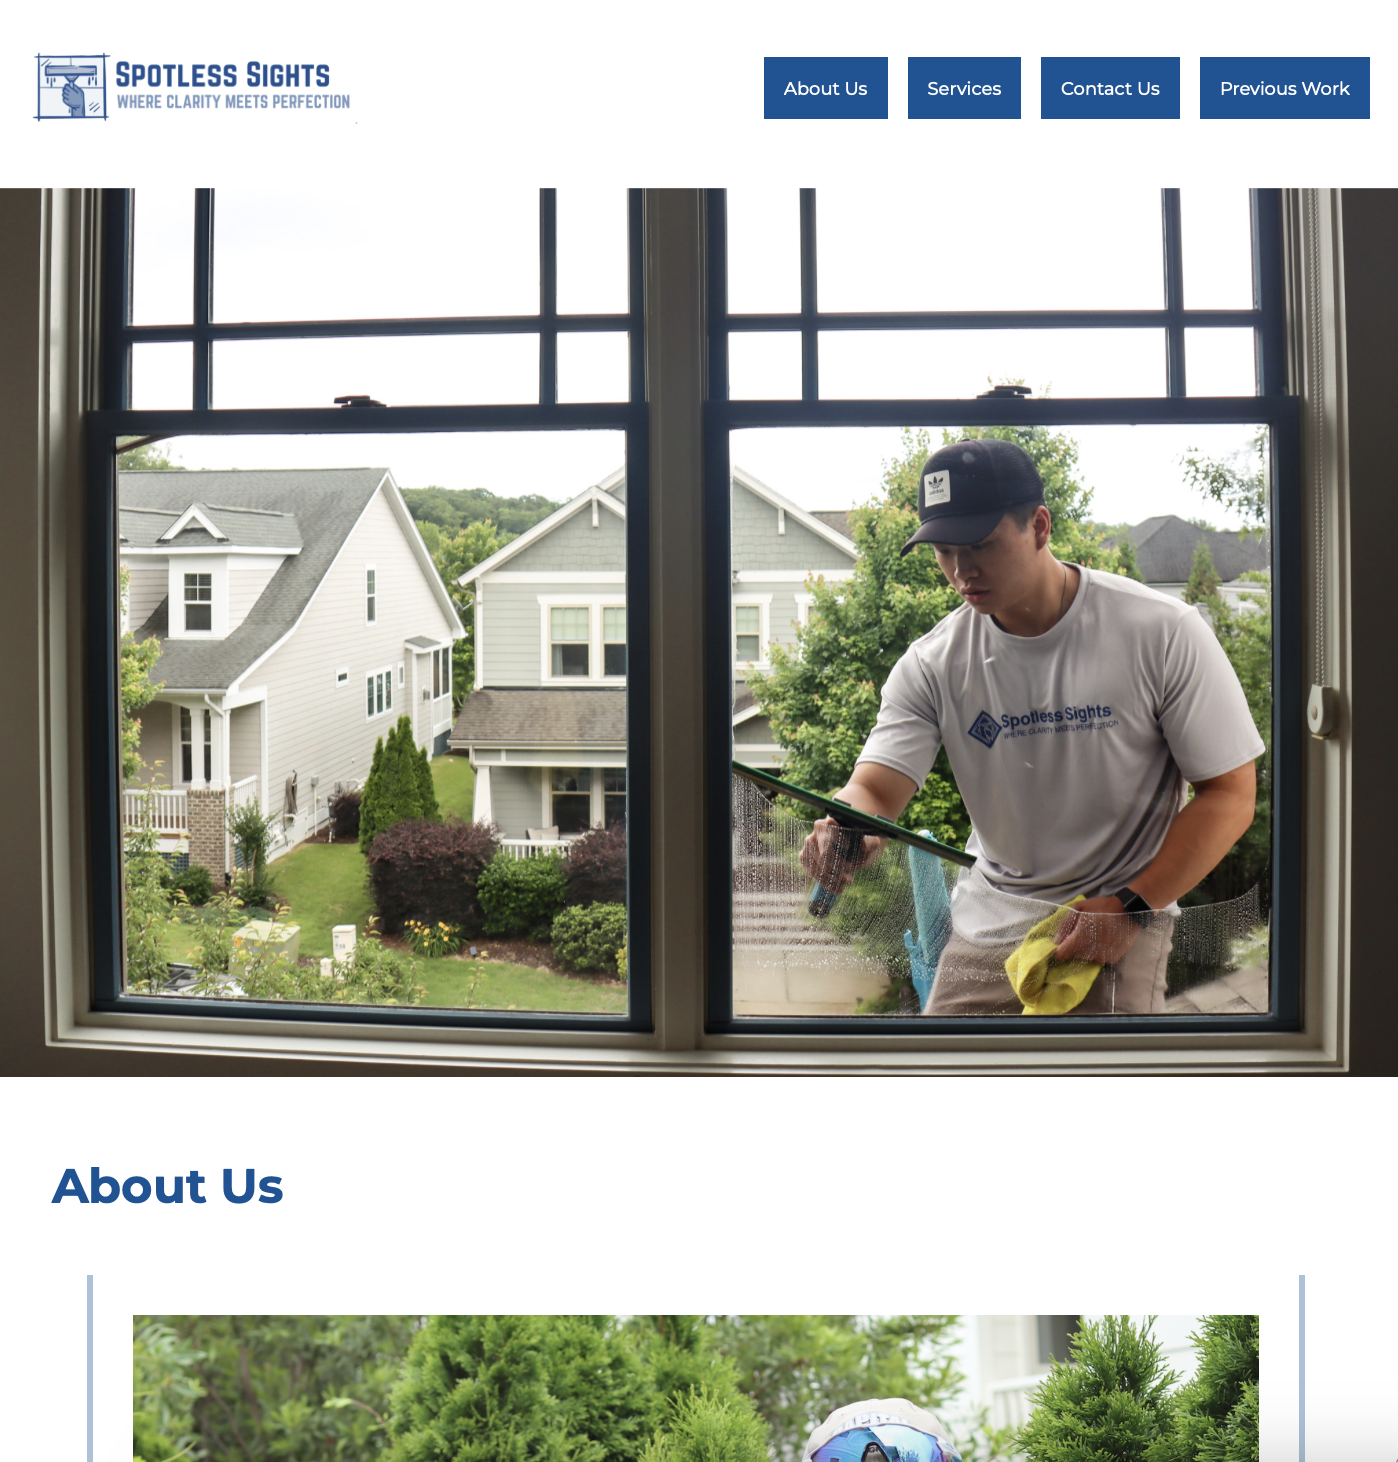 SPOTLESS SIGHTS
WHERE CLARITY MEETS PERFECTION
About Us
Services
Contact Us
Previous Work
adidas
Spotless Sights
WHERE CLARITY MEETS PERFECTION
About Us